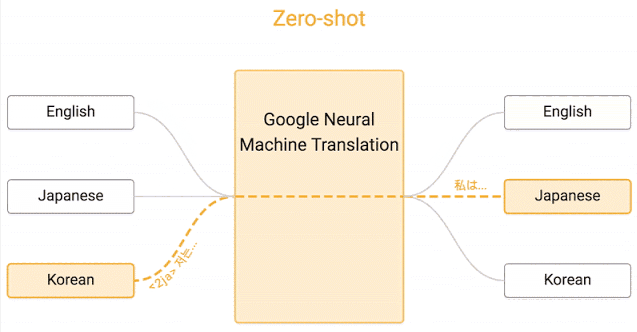 Zero-shot
English
Japanese
Korean
<2ja> 저는...
Google Neural
Machine Translation
私は...
English
Japanese
Korean